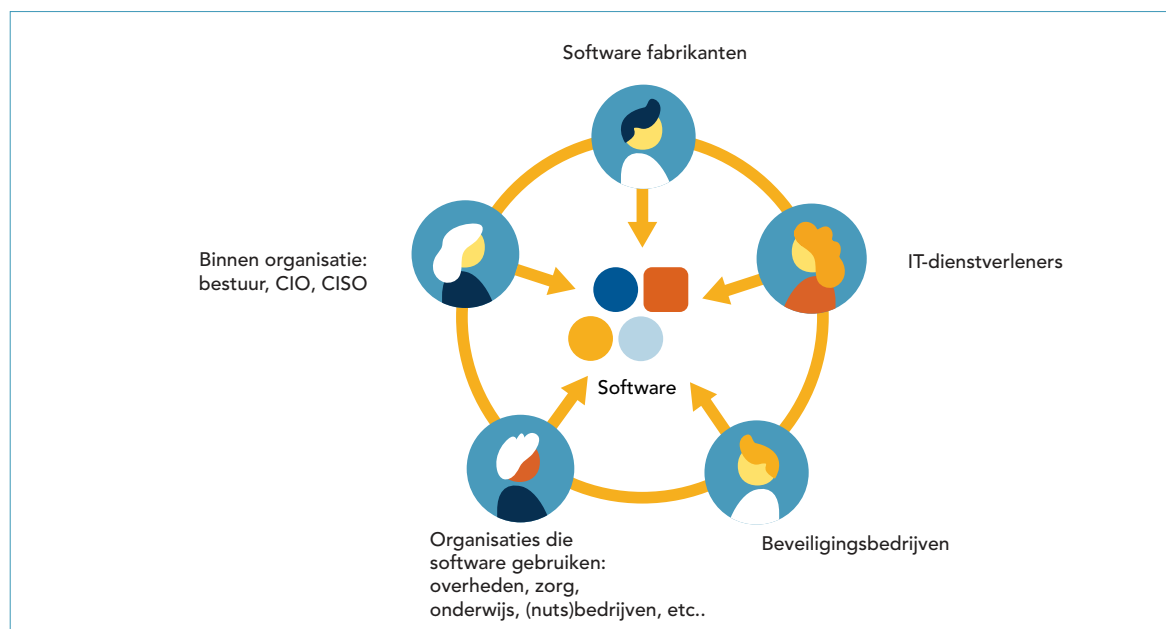 Software fabrikanten
Binnen organisatie:
bestuur, CIO, CISO
IT-dienstverleners
Software
Organisaties die
software gebruiken:
overheden, zorg,
onderwijs, (nuts)bedrijven, etc..
Beveiligingsbedrijven